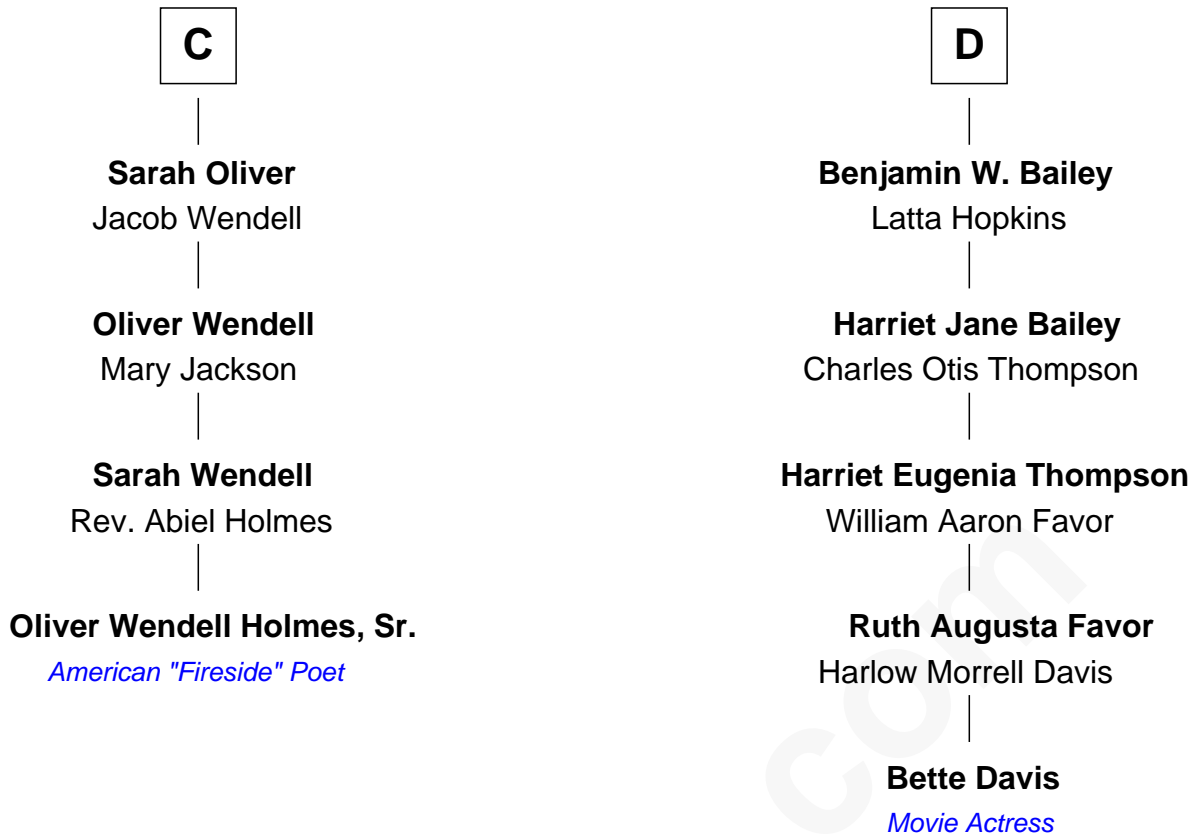 C
Sarah Oliver
Jacob Wendell
Oliver Wendell
Mary Jackson
Sarah Wendell
Rev. Abiel Holmes
Oliver Wendell Holmes, Sr.
American "Fireside" Poet
D
Benjamin W. Bailey
Latta Hopkins
Harriet Jane Bailey
Charles Otis Thompson
Harriet Eugenia Thompson
William Aaron Favor
Ruth Augusta Favor
Harlow Morrell Davis
Bette Davis
Movie Actress
com